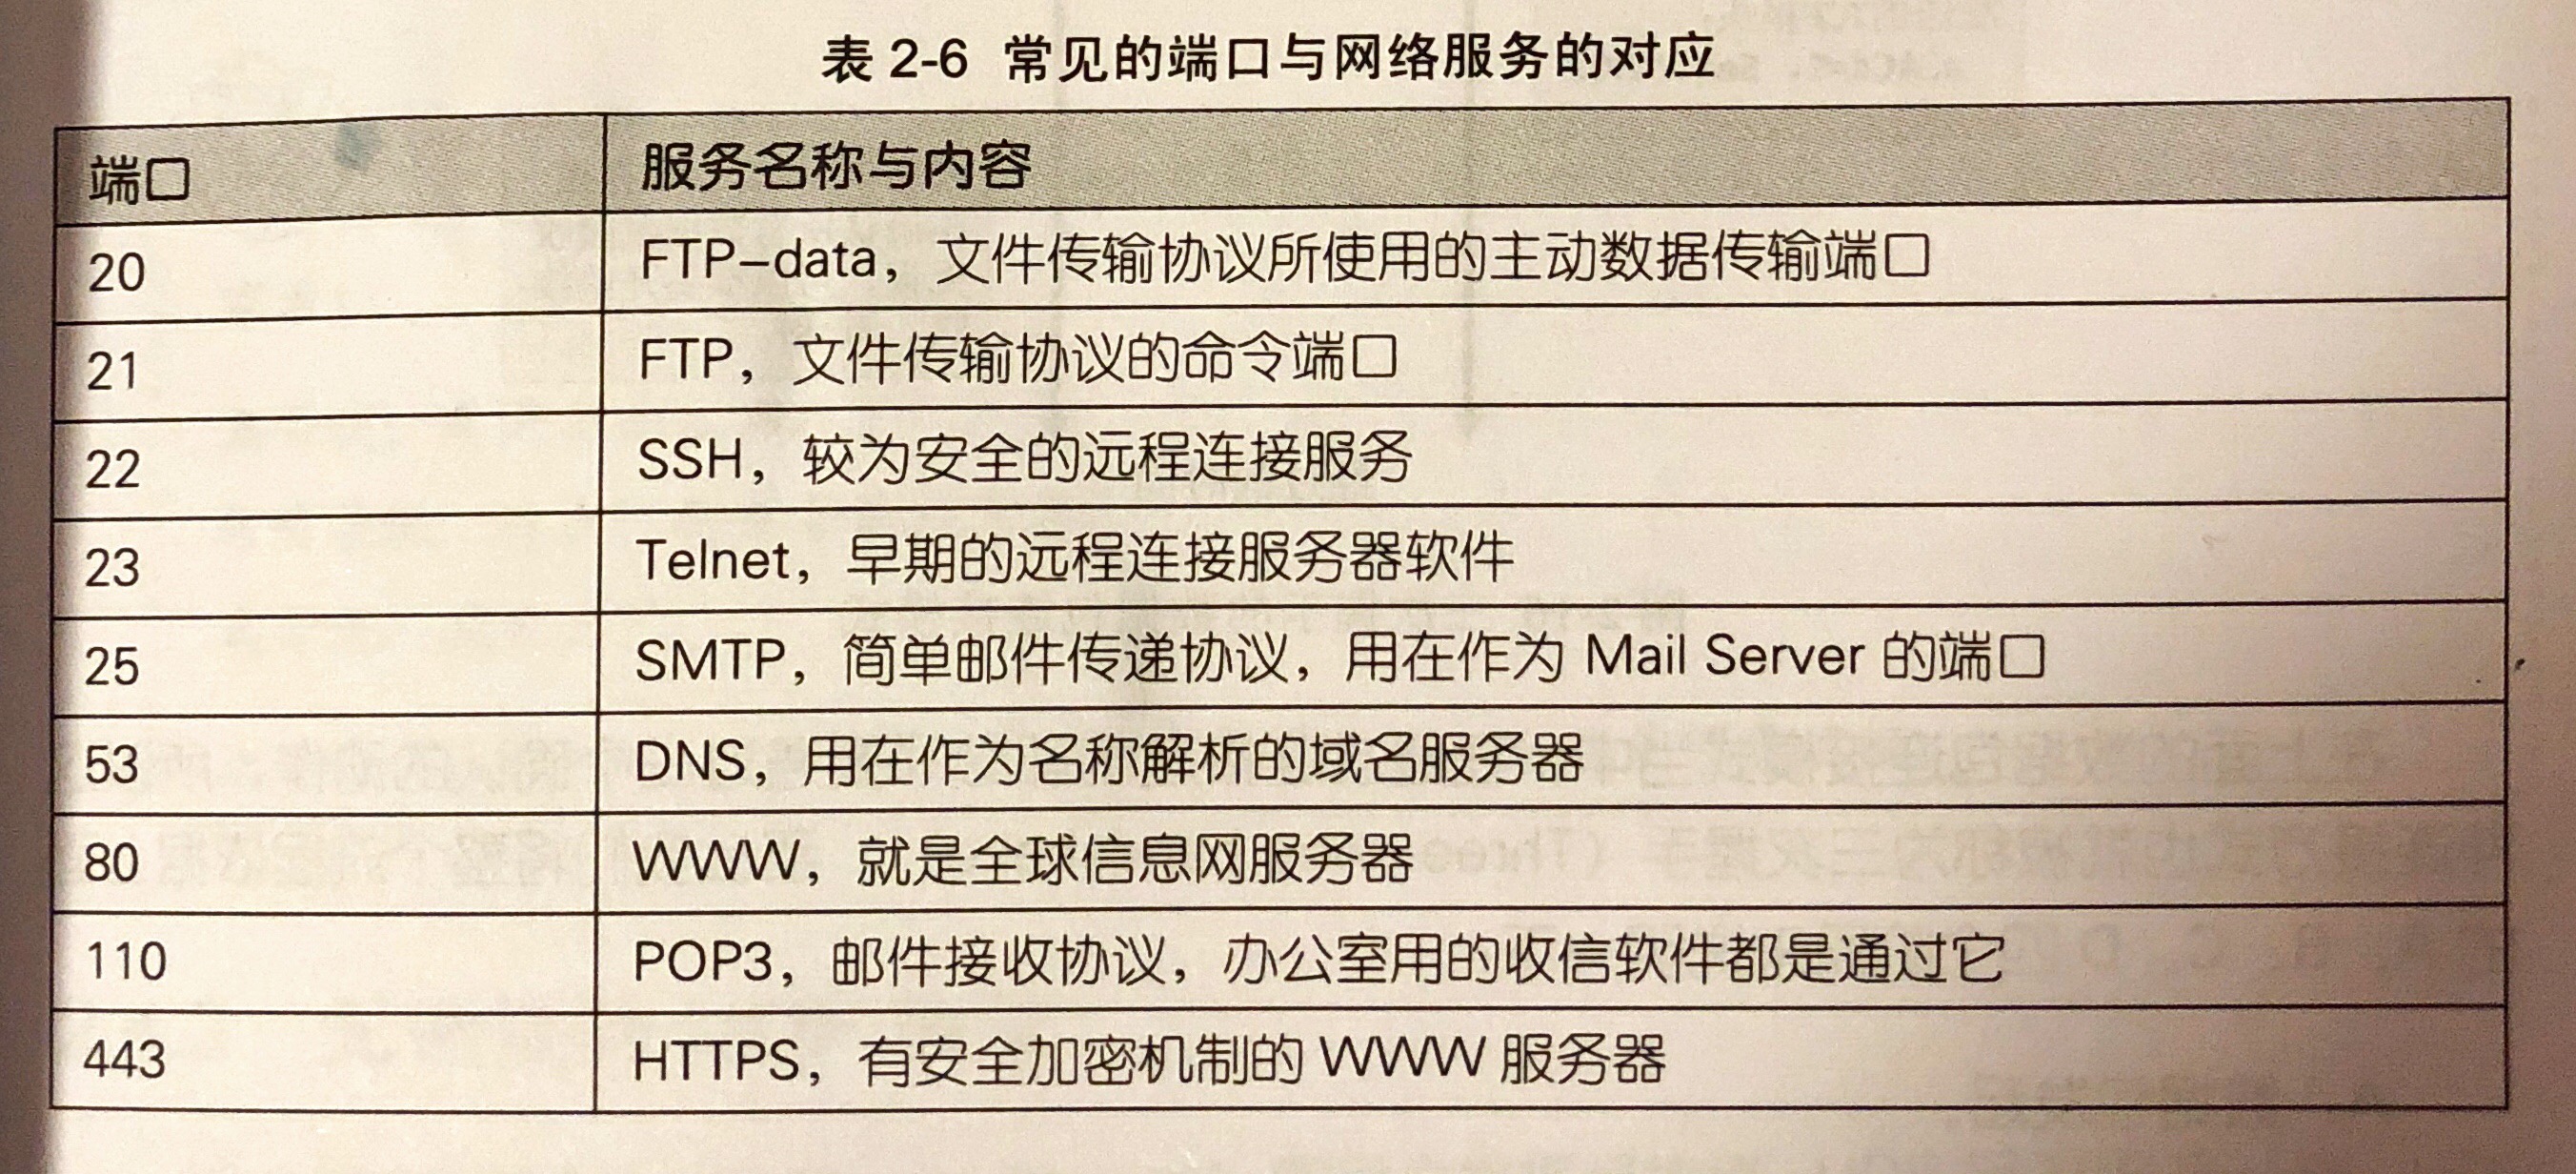 表 2-6 常见的端口与网络服务的对应
端口 服务名称与内容
20 FTP-data，文件传输协议所使用的主动数据传输端口
21 FTP，文件传输协议的命令端口
22 SSH，较为安全的远程连接服务
23 Telnet，早期的远程连接服务器软件
25 SMTP，简单邮件传递协议，用在作为 Mail Server 的端口
53 DNS，用在作为名称解析的域名服务器
80 WWW，就是全球信息网服务器
110 POP3，邮件接收协议，办公室用的收信软件都是通过它
443 HTTPS，有安全加密机制的 WWW 服务器